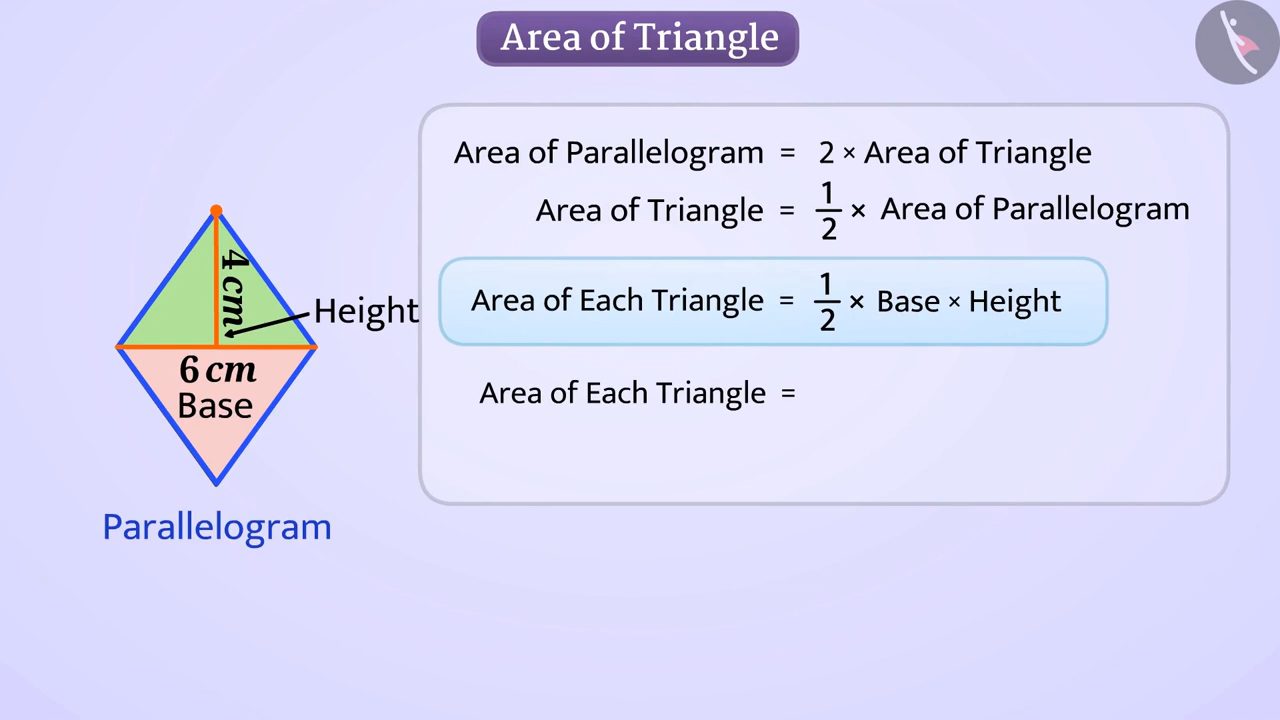 Area of Triangle
Area of Parallelogram = 2 × Area of Triangle
Area of Triangle = 1/2 × Area of Parallelogram
Area of Each Triangle = 1/2 × Base × Height
Area of Each Triangle =
4 cm
Height
6 cm
Base
Parallelogram